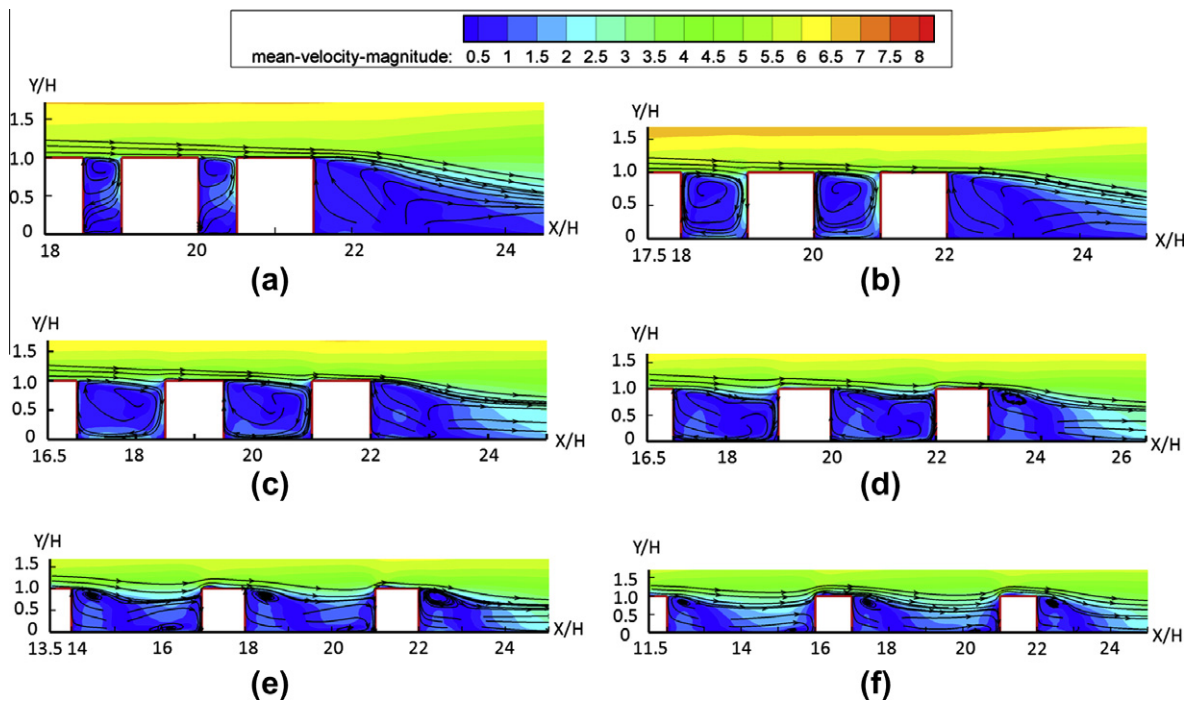 mean-velocity-magnitude: 0.5 1 1.5 2 2.5 3 3.5 4 4.5 5 5.5 6 6.5 7 7.5 8
Y/H
1.5
1.0
0.5
0
18 20 22 24 X/H
(a)
Y/H
1.5
1.0
0.5
0
17.5 18 20 22 24 X/H
(b)
Y/H
1.5
1.0
0.5
0
16.5 18 20 22 24 X/H
(c)
Y/H
1.5
1.0
0.5
0
16.5 18 20 22 24 26 X/H
(d)
Y/H
1.5
1.0
0.5
0
13.5 14 16 18 20 22 24 X/H
(e)
Y/H
1.5
1.0
0.5
0
11.5 14 16 18 20 21 22 24 X/H
(f)